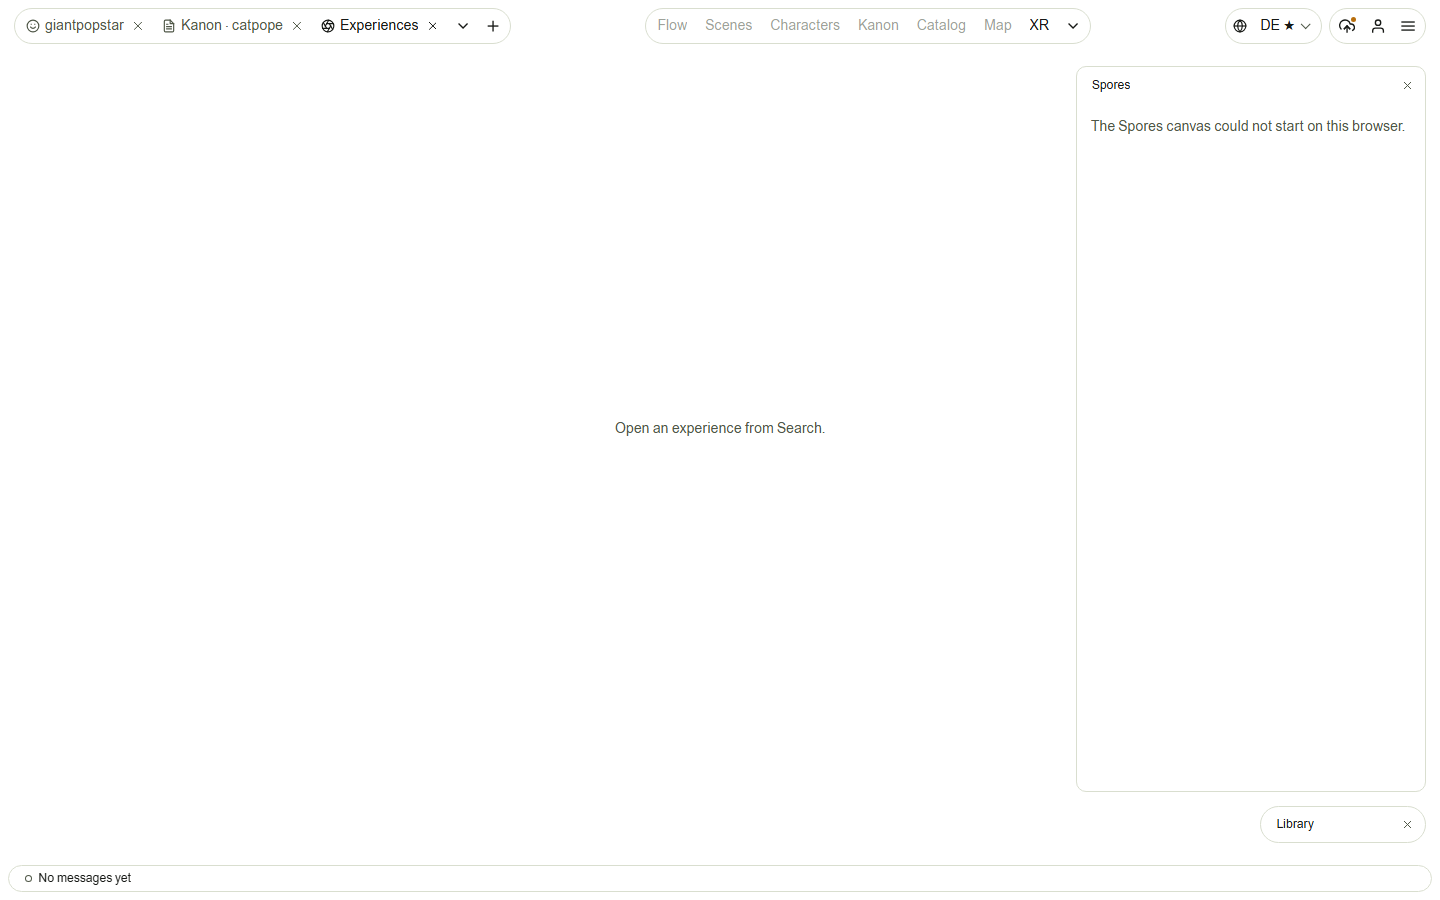 giantpopstar
Kanon · catpope
Experiences
Flow Scenes Characters Kanon Catalog Map XR
DE ★
Spores
The Spores canvas could not start on this browser.
Open an experience from Search.
Library
No messages yet